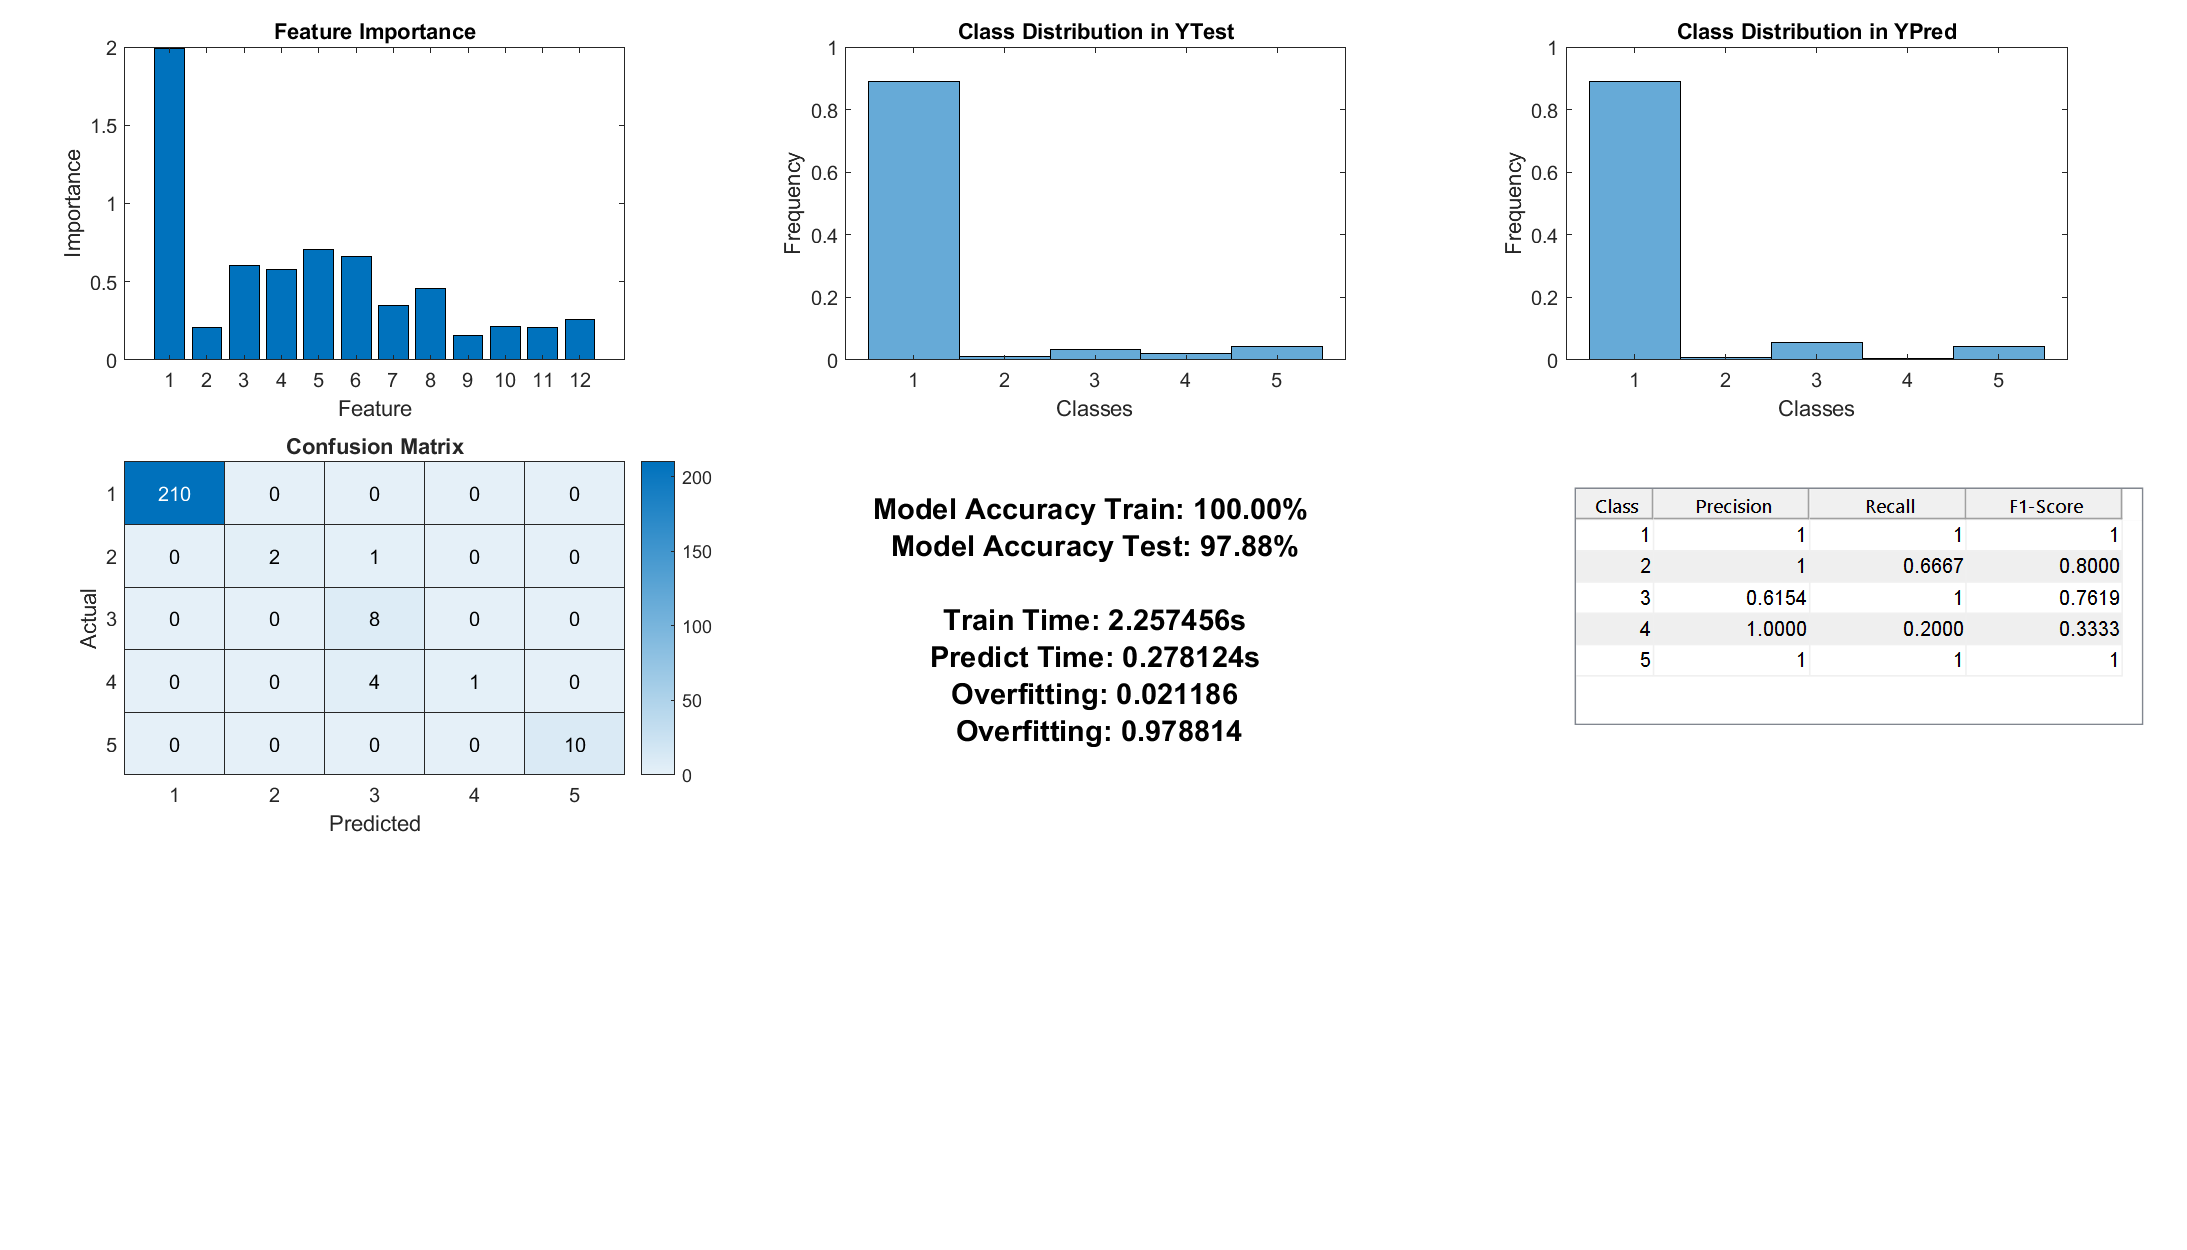 Feature Importance
2
1.5
1
0.5
0
Importance
1 2 3 4 5 6 7 8 9 10 11 12
Feature
Class Distribution in YTest
1
0.8
0.6
0.4
0.2
0
Frequency
1 2 3 4 5
Classes
Class Distribution in YPred
1
0.8
0.6
0.4
0.2
0
Frequency
1 2 3 4 5
Classes
Confusion Matrix
Actual
1 210 0 0 0 0
2 0 2 1 0 0
3 0 0 8 0 0
4 0 0 4 1 0
5 0 0 0 0 10
1 2 3 4 5
Predicted
200
150
100
50
0
Model Accuracy Train: 100.00%
Model Accuracy Test: 97.88%
Train Time: 2.257456s
Predict Time: 0.278124s
Overfitting: 0.021186
Overfitting: 0.978814
Class Precision Recall F1-Score
1 1 1 1
2 1 0.6667 0.8000
3 0.6154 1 0.7619
4 1.0000 0.2000 0.3333
5 1 1 1